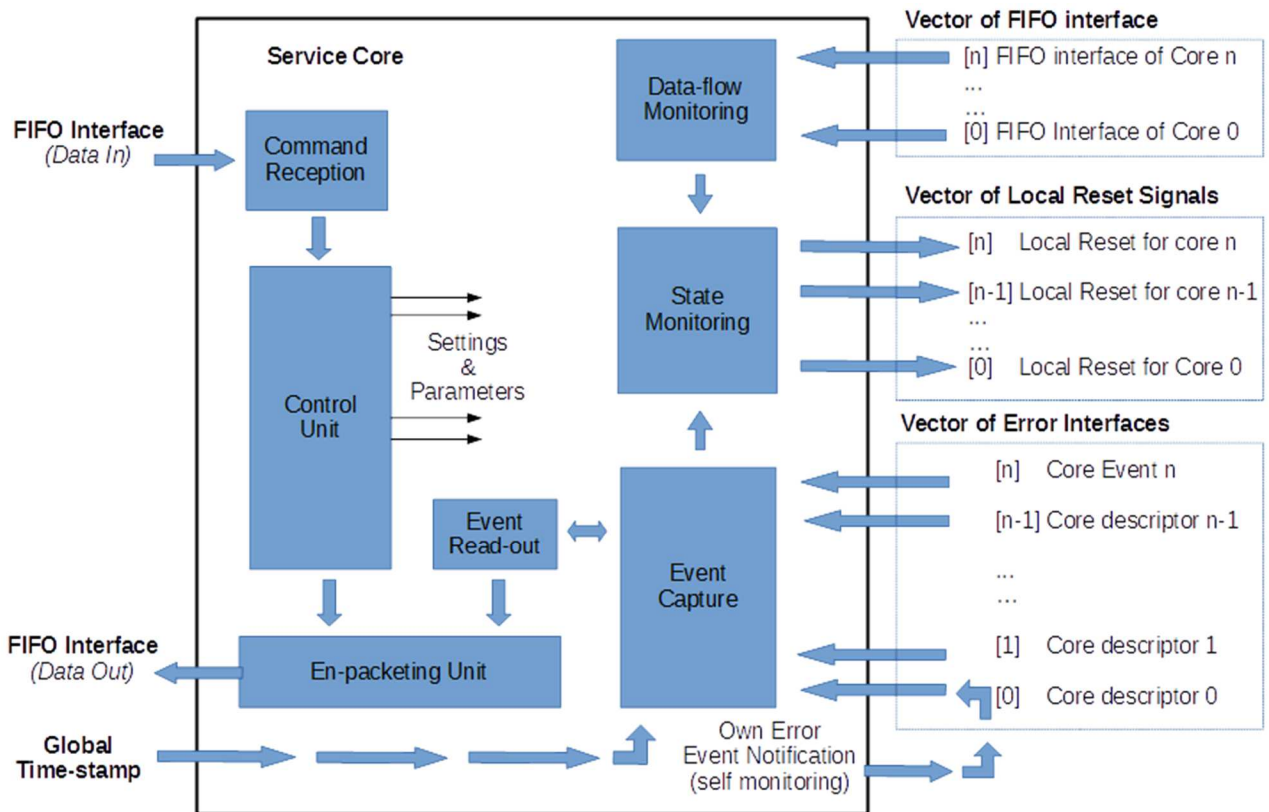 Service Core
FIFO Interface
(Data In)
Command
Reception
Control
Unit
Settings
&
Parameters
Event
Read-out
En-packeting Unit
FIFO Interface
(Data Out)
Global
Time-stamp
Data-flow
Monitoring
State
Monitoring
Event
Capture
Own Error
Event Notification
(self monitoring)
Vector of FIFO interface
[n] FIFO interface of Core n
...
...
[0] FIFO Interface of Core 0
Vector of Local Reset Signals
[n] Local Reset for core n
[n-1] Local Reset for core n-1
...
...
[0] Local Reset for Core 0
Vector of Error Interfaces
[n] Core Event n
[n-1] Core descriptor n-1
...
...
[1] Core descriptor 1
[0] Core descriptor 0